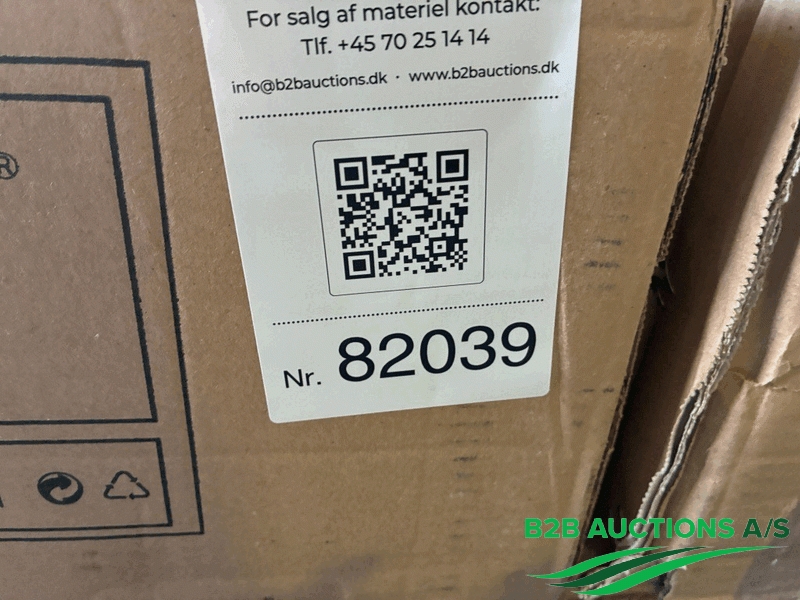 For salg af materiel kontakt:
Tlf. +45 70 25 14 14
info@b2bauctions.dk · www.b2bauctions.dk
®
Nr. 82039
B2B AUCTIONS A/S